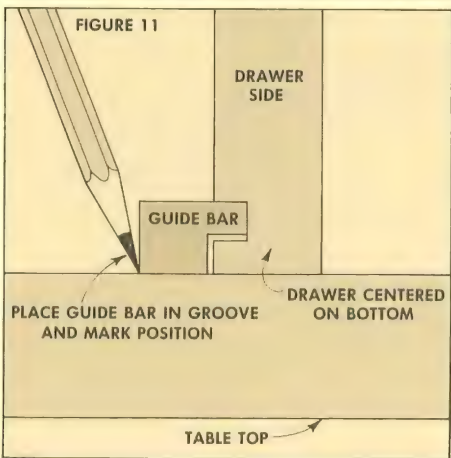 FIGURE 11
DRAWER
SIDE
GUIDE BAR
PLACE GUIDE BAR IN GROOVE
AND MARK POSITION
DRAWER CENTERED
ON BOTTOM
TABLE TOP